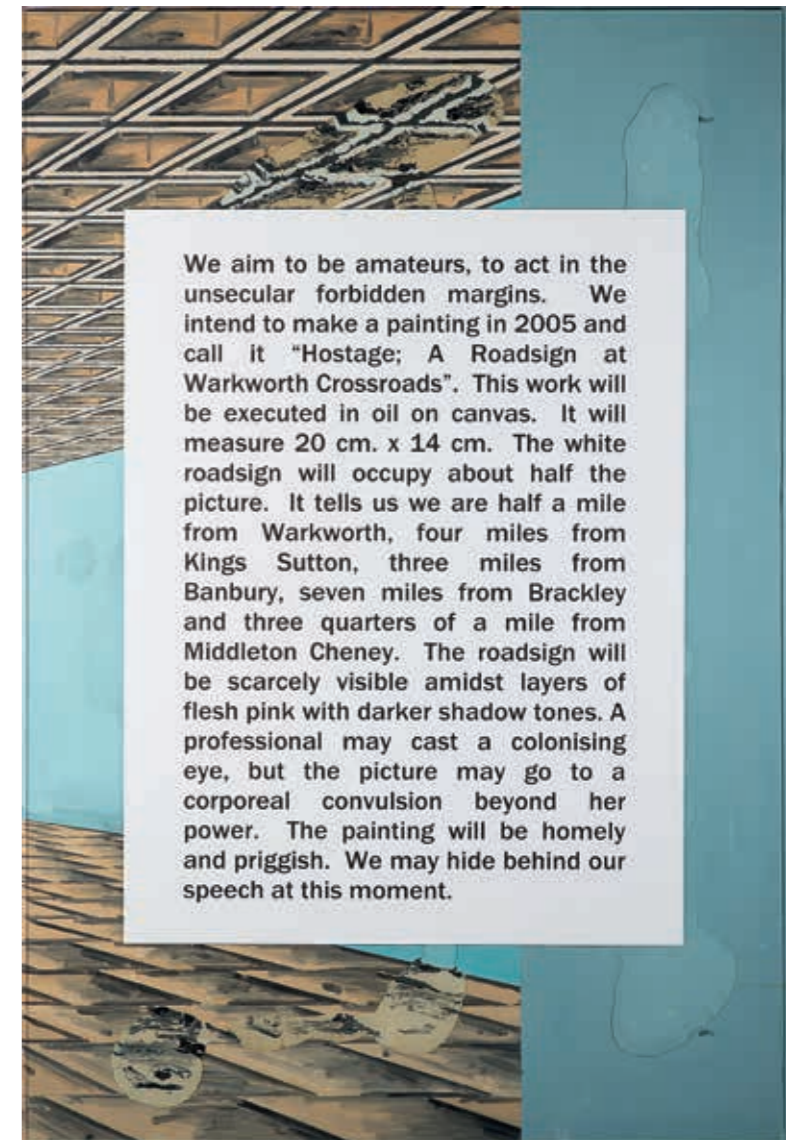 We aim to be amateurs, to act in the
unsecular forbidden margins. We
intend to make a painting in 2005 and
call it “Hostage; A Roadsign at
Warkworth Crossroads”. This work will
be executed in oil on canvas. It will
measure 20 cm. x 14 cm. The white
roadsign will occupy about half the
picture. It tells us we are half a mile
from Warkworth, four miles from
Kings Sutton, three miles from
Banbury, seven miles from Brackley
and three quarters of a mile from
Middleton Cheney. The roadsign will
be scarcely visible amidst layers of
flesh pink with darker shadow tones. A
professional may cast a colonising
eye, but the picture may go to a
corporeal convulsion beyond her
power. The painting will be homely
and priggish. We may hide behind our
speech at this moment.